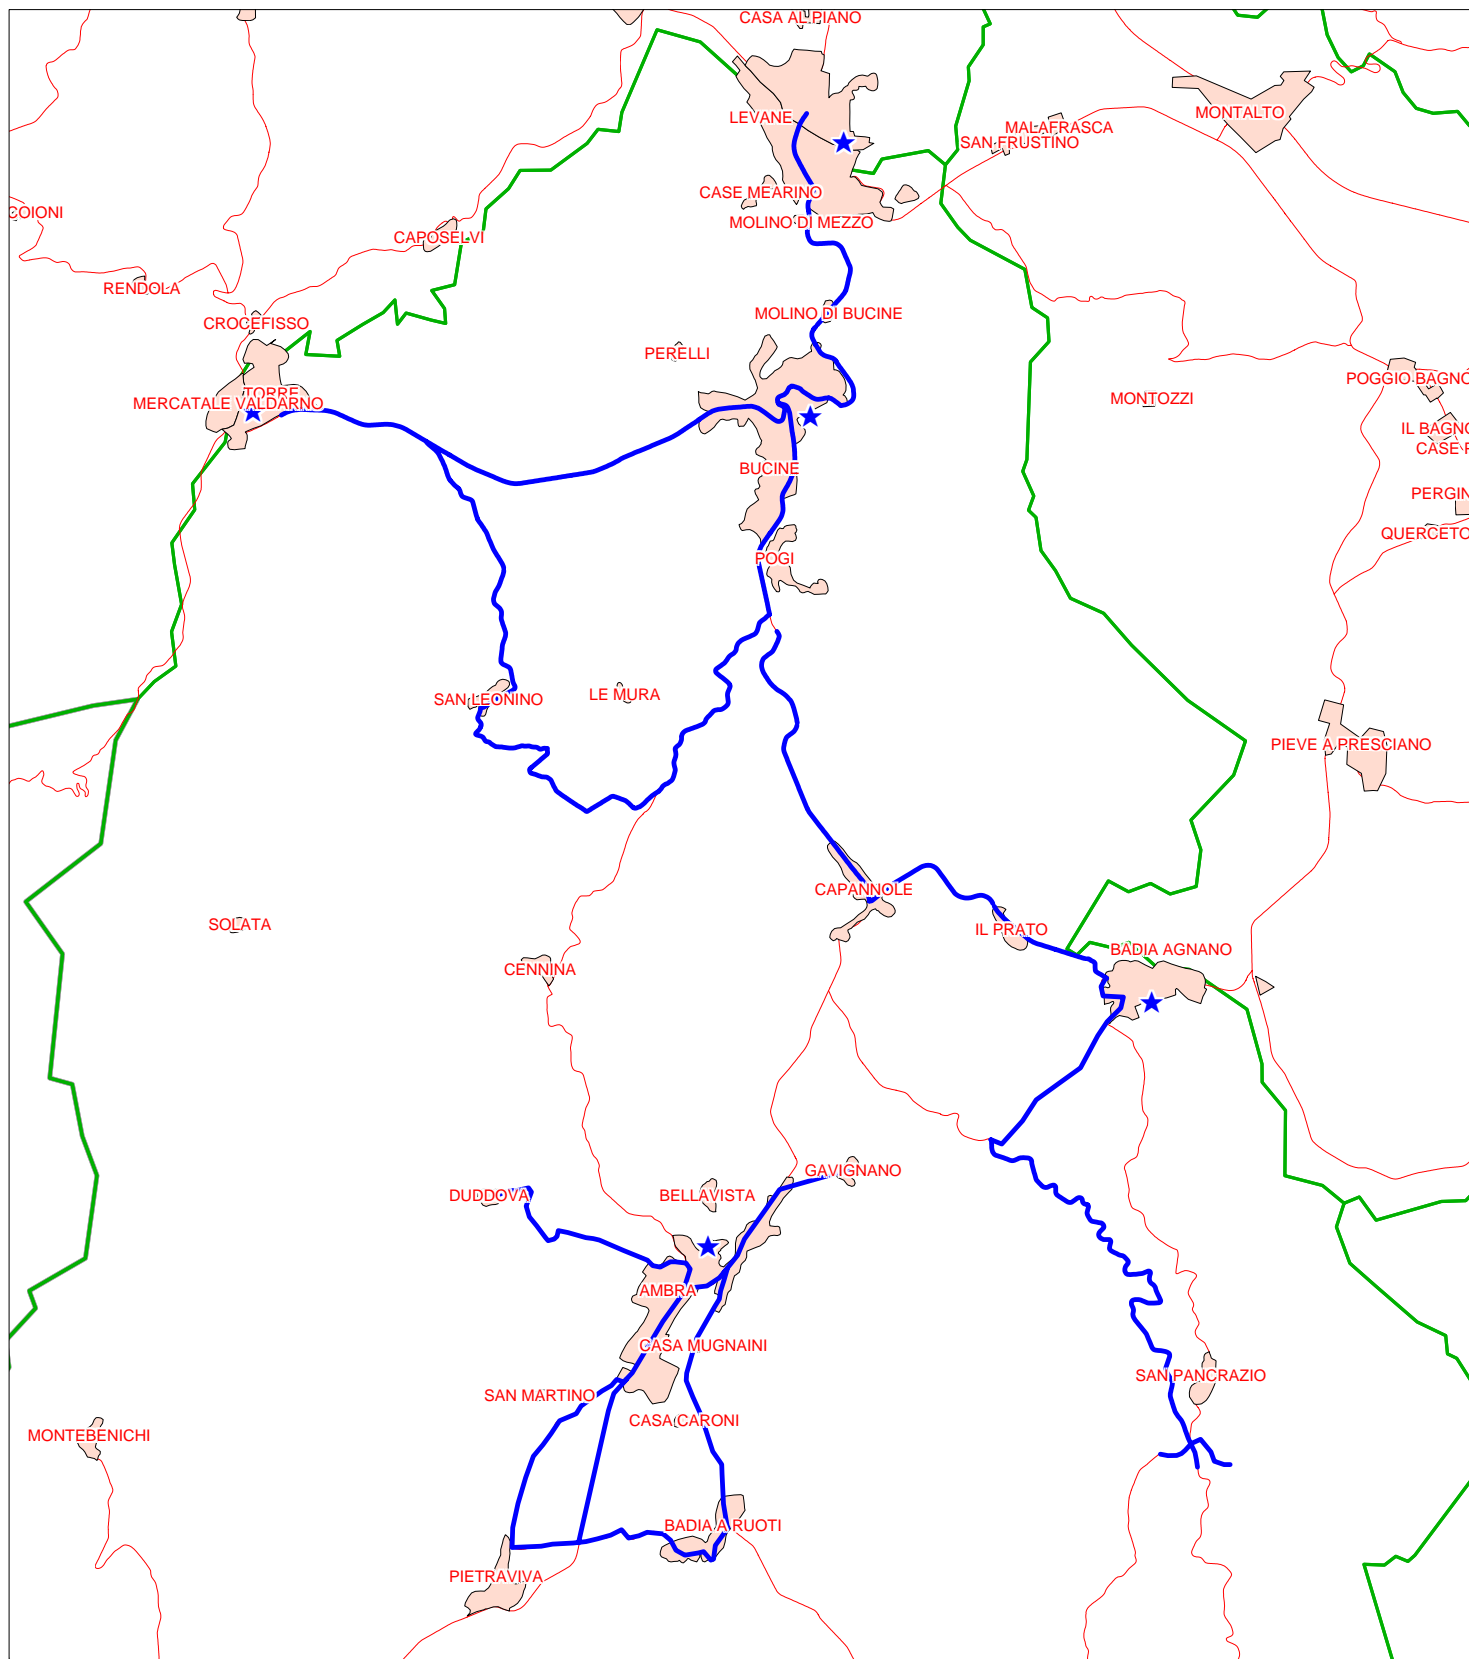 CASA AL PIANO
MONTALTO
LEVANE
MALAFRASCA
SAN FRUSTINO
CASE MEARINO
COIONI
MOLINO DI MEZZO
CAPOSELVI
RENDOLA
MOLINO DI BUCINE
CROCEFISSO
PERELLI
POGGIO BAGNO
TORRE
MERCATALE VALDARNO
MONTOZZI
IL BAGNO
CASE
BUCINE
PERGIN
QUERCETO
POGI
SAN LEONINO
LE MURA
PIEVE A PRESCIANO
CAPANNOLE
SOLATA
IL PRATO
BADIA AGNANO
CENNINA
GAVIGNANO
DUDDOVA
BELLAVISTA
AMBRA
CASA MUGNAINI
SAN PANCRAZIO
SAN MARTINO
CASA CARONI
MONTEBENICHI
BADIA A RUOTI
PIETRAVIVA